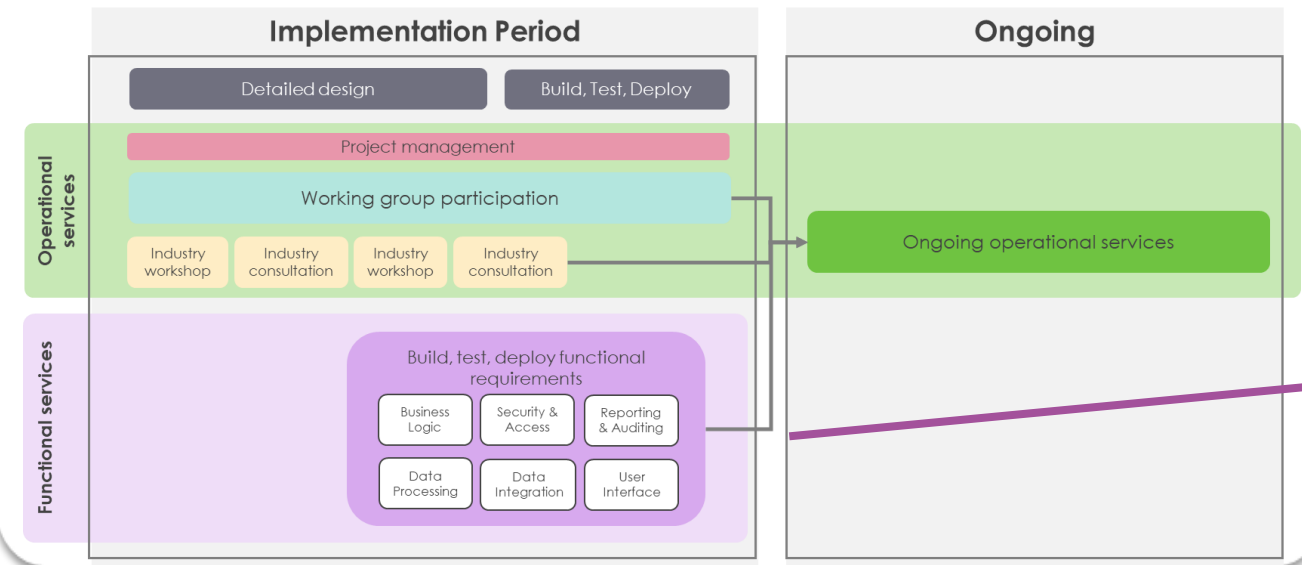 Implementation Period
Ongoing
Detailed design
Build, Test, Deploy
Operational
services
Project management
Working group participation
Industry
workshop
Industry
consultation
Industry
workshop
Industry
consultation
Ongoing operational services
Functional services
Build, test, deploy functional
requirements
Business
Logic
Security &
Access
Reporting
& Auditing
Data
Processing
Data
Integration
User
Interface